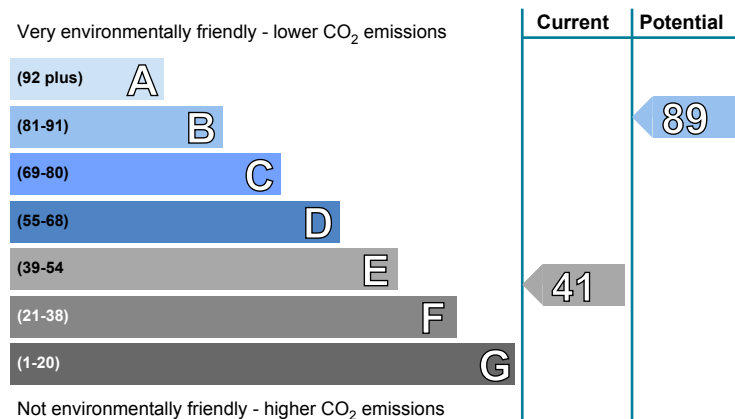 Very environmentally friendly - lower CO2 emissions
Current
Potential
(92 plus) A
(81-91) B
89
(69-80) C
(55-68) D
(39-54 E
41
(21-38) F
(1-20) G
Not environmentally friendly - higher CO2 emissions